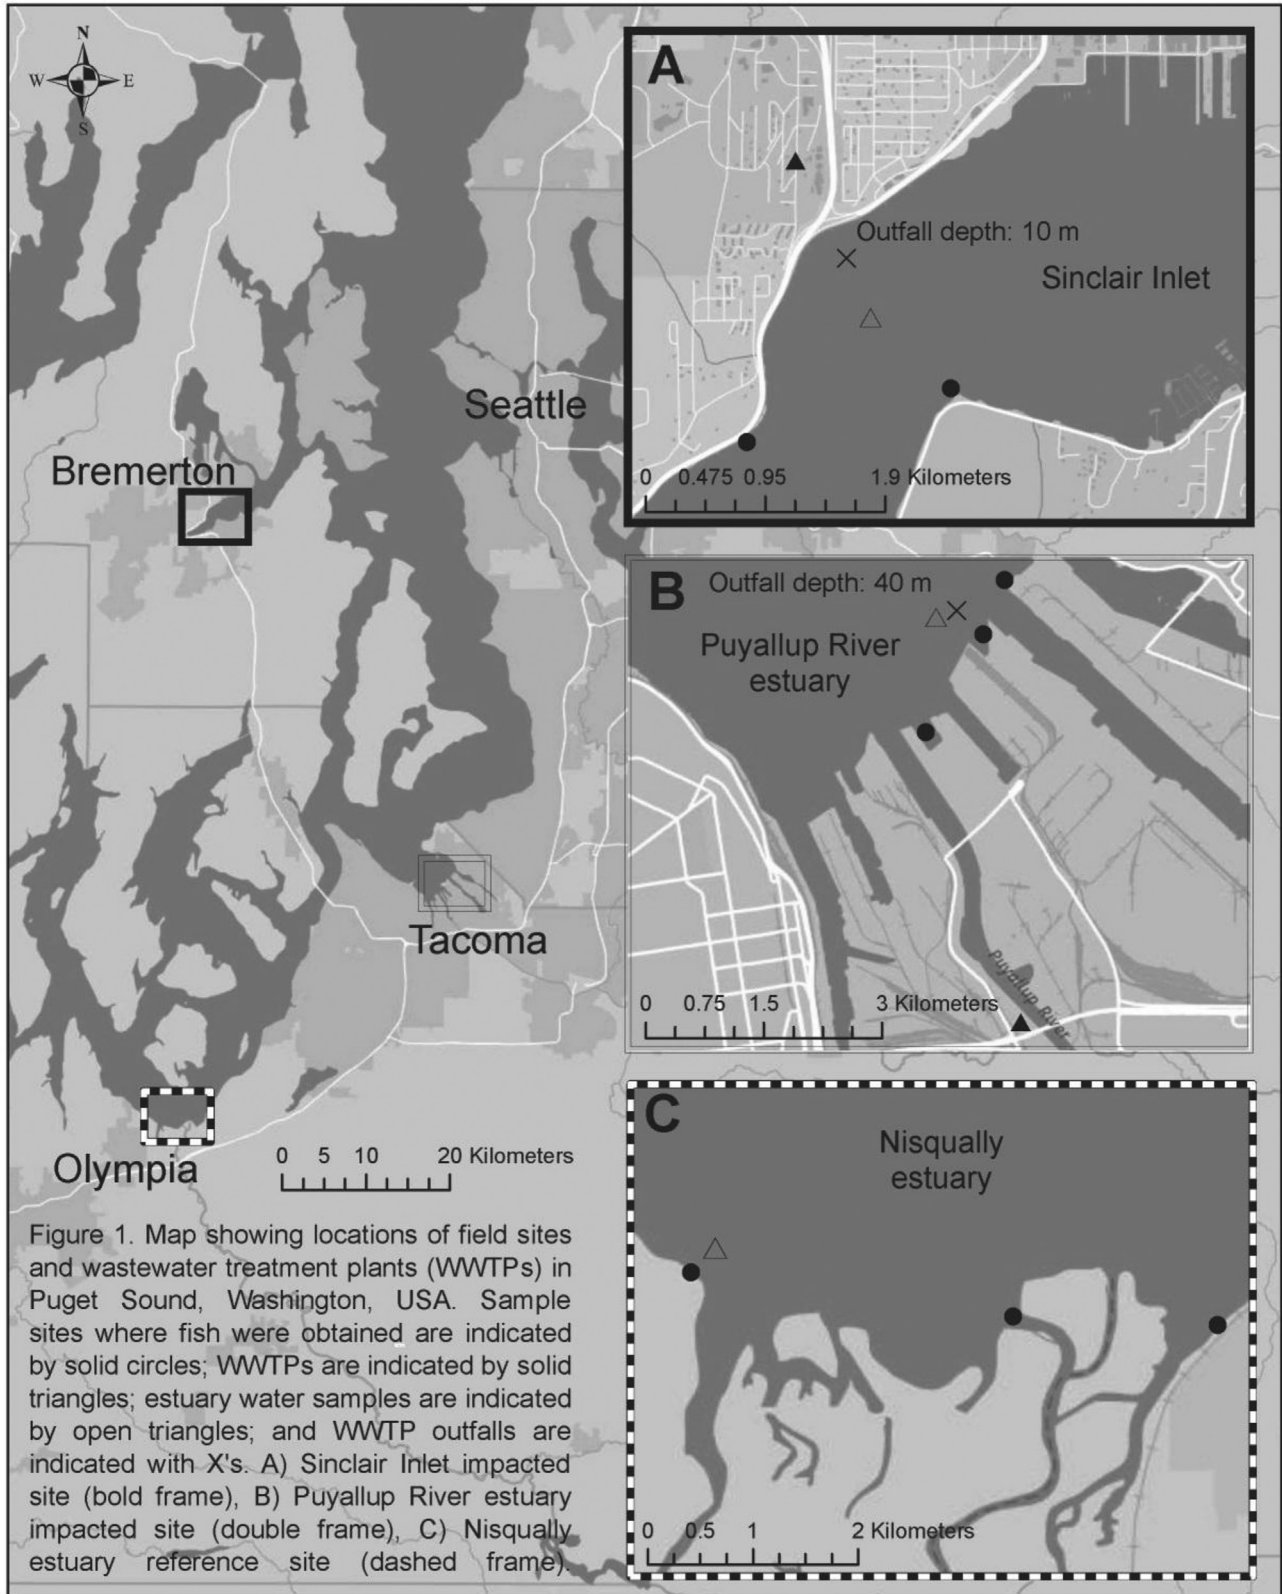 N
W E
S
Bremerton
Seattle
Tacoma
Olympia
0 5 10 20 Kilometers
A
Outfall depth: 10 m
Sinclair Inlet
0 0.475 0.95 1.9 Kilometers
B
Outfall depth: 40 m
Puyallup River
estuary
Puyallup River
0 0.75 1.5 3 Kilometers
C
Nisqually
estuary
0 0.5 1 2 Kilometers
Figure 1. Map showing locations of field sites
and wastewater treatment plants (WWTPs) in
Puget Sound, Washington, USA. Sample
sites where fish were obtained are indicated
by solid circles; WWTPs are indicated by solid
triangles; estuary water samples are indicated
by open triangles; and WWTP outfalls are
indicated with X's. A) Sinclair Inlet impacted
site (bold frame), B) Puyallup River estuary
impacted site (double frame), C) Nisqually
estuary reference site (dashed frame).